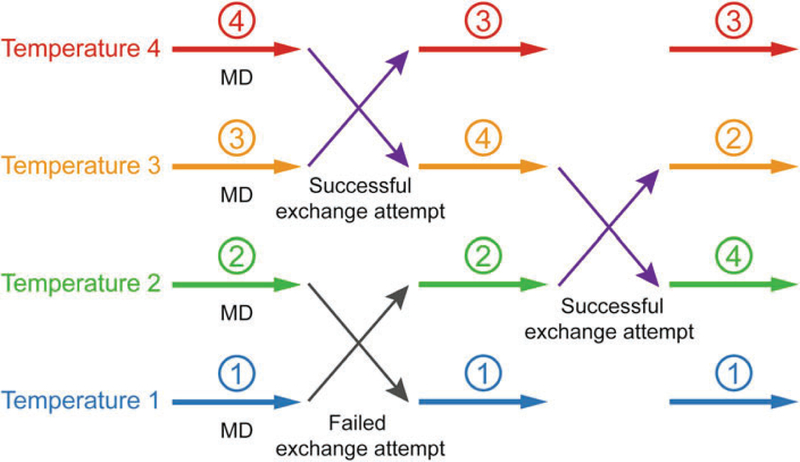 ④ ③ ③
Temperature 4
MD
③ ④ ②
Temperature 3
MD
Successful
exchange attempt
② ② ④
Temperature 2
MD
Successful
exchange attempt
① ① ①
Temperature 1
MD
Failed
exchange attempt